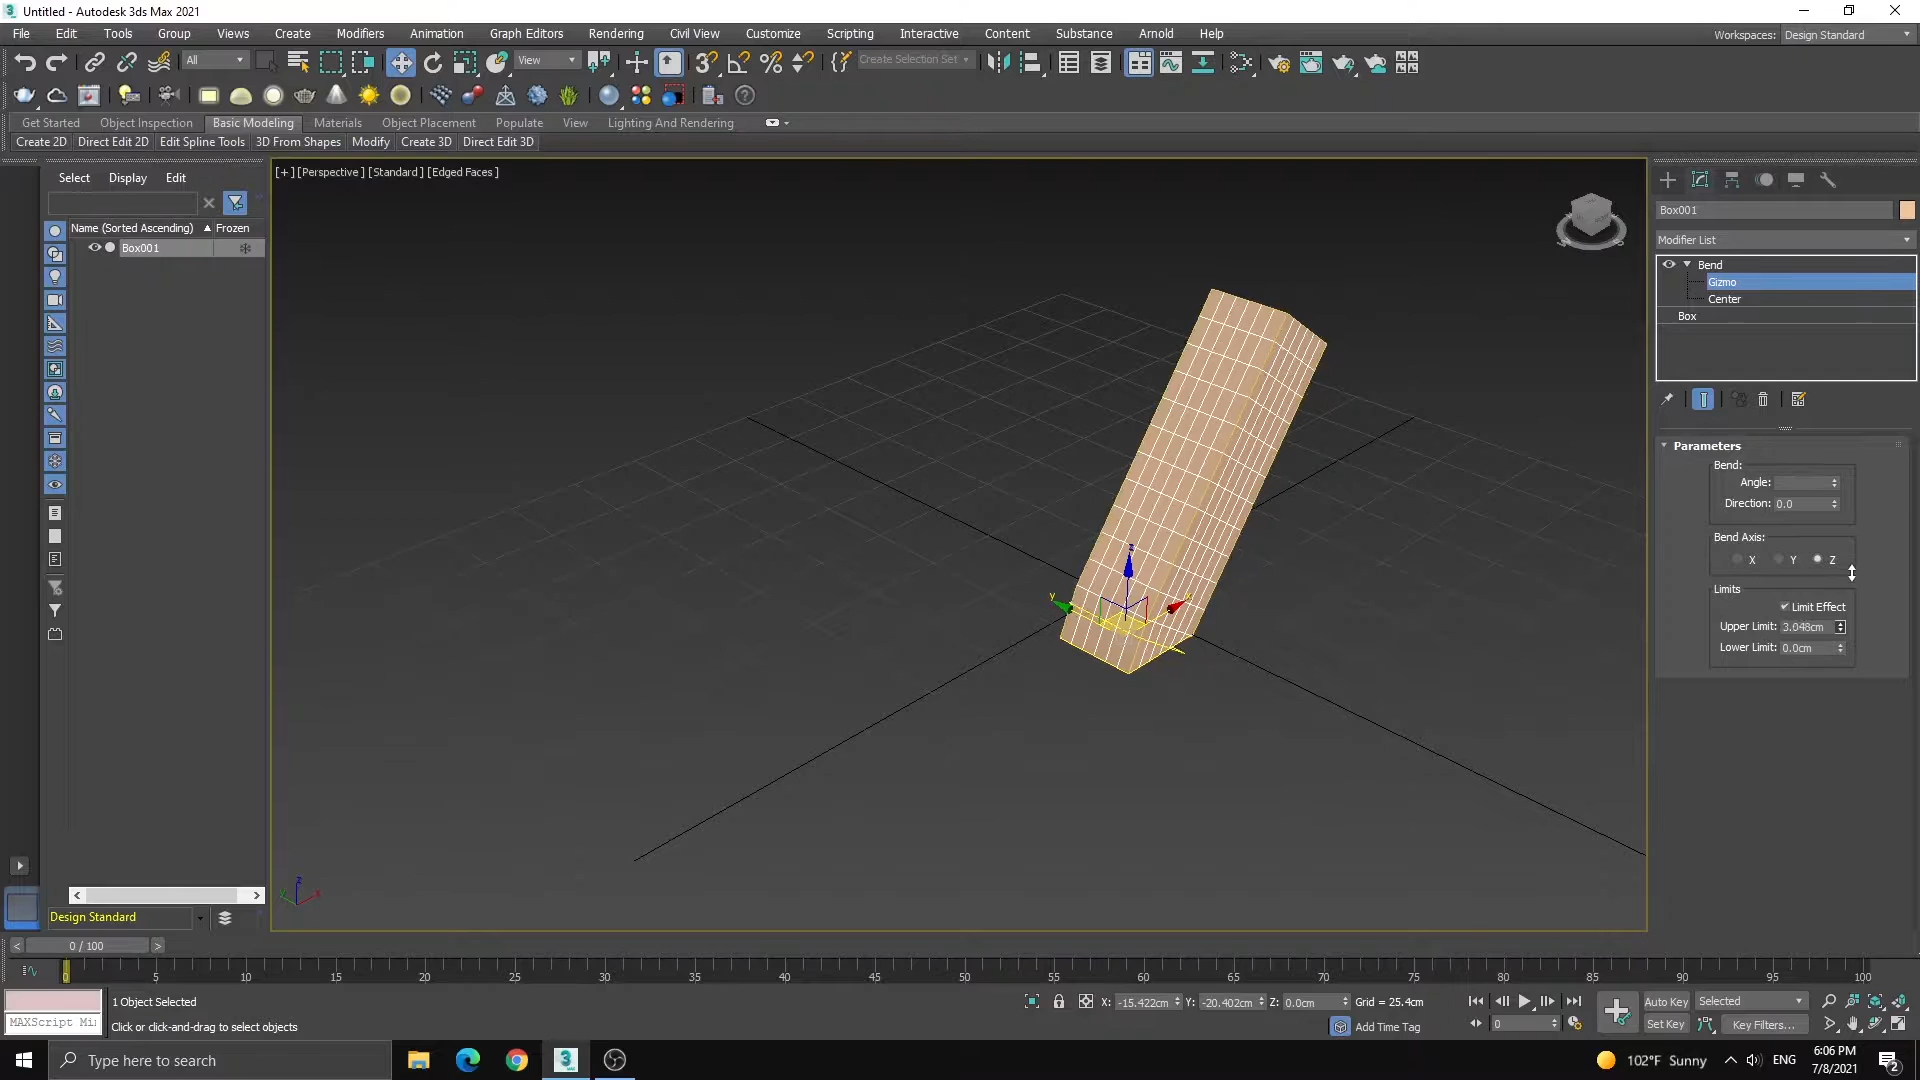 Untitled - Autodesk 3ds Max 2021
File Edit Tools Group Views Create Modifiers Animation Graph Editors Rendering Civil View Customize Scripting Interactive Content Substance Arnold Help
Workspaces: Design Standard
All View Create Selection Set
Get Started Object Inspection Basic Modeling Materials Object Placement Populate View Lighting And Rendering
Create 2D Direct Edit 2D Edit Spline Tools 3D From Shapes Modify Create 3D Direct Edit 3D
Select Display Edit
Name (Sorted Ascending) Frozen
Box001
[+] [Perspective] [Standard] [Edged Faces]
z
y
Box001
Modifier List
Bend
Gizmo
Center
Box
Parameters
Bend:
Angle:
Direction: 0.0
Bend Axis:
X Y Z
Limits
Limit Effect
Upper Limit: 3.048cm
Lower Limit: 0.0cm
Design Standard
0 / 100
0 5 10 15 20 25 30 35 40 45 50 55 60 65 70 75 80 85 90 95 100
1 Object Selected
X: -15.422cm Y: -20.402cm Z: 0.0cm Grid = 25.4cm
Auto Key Selected
MAXScript Mi
Click or click-and-drag to select objects
Add Time Tag
0
Set Key Key Filters...
Type here to search
102°F Sunny
ENG
6:06 PM
7/8/2021
2